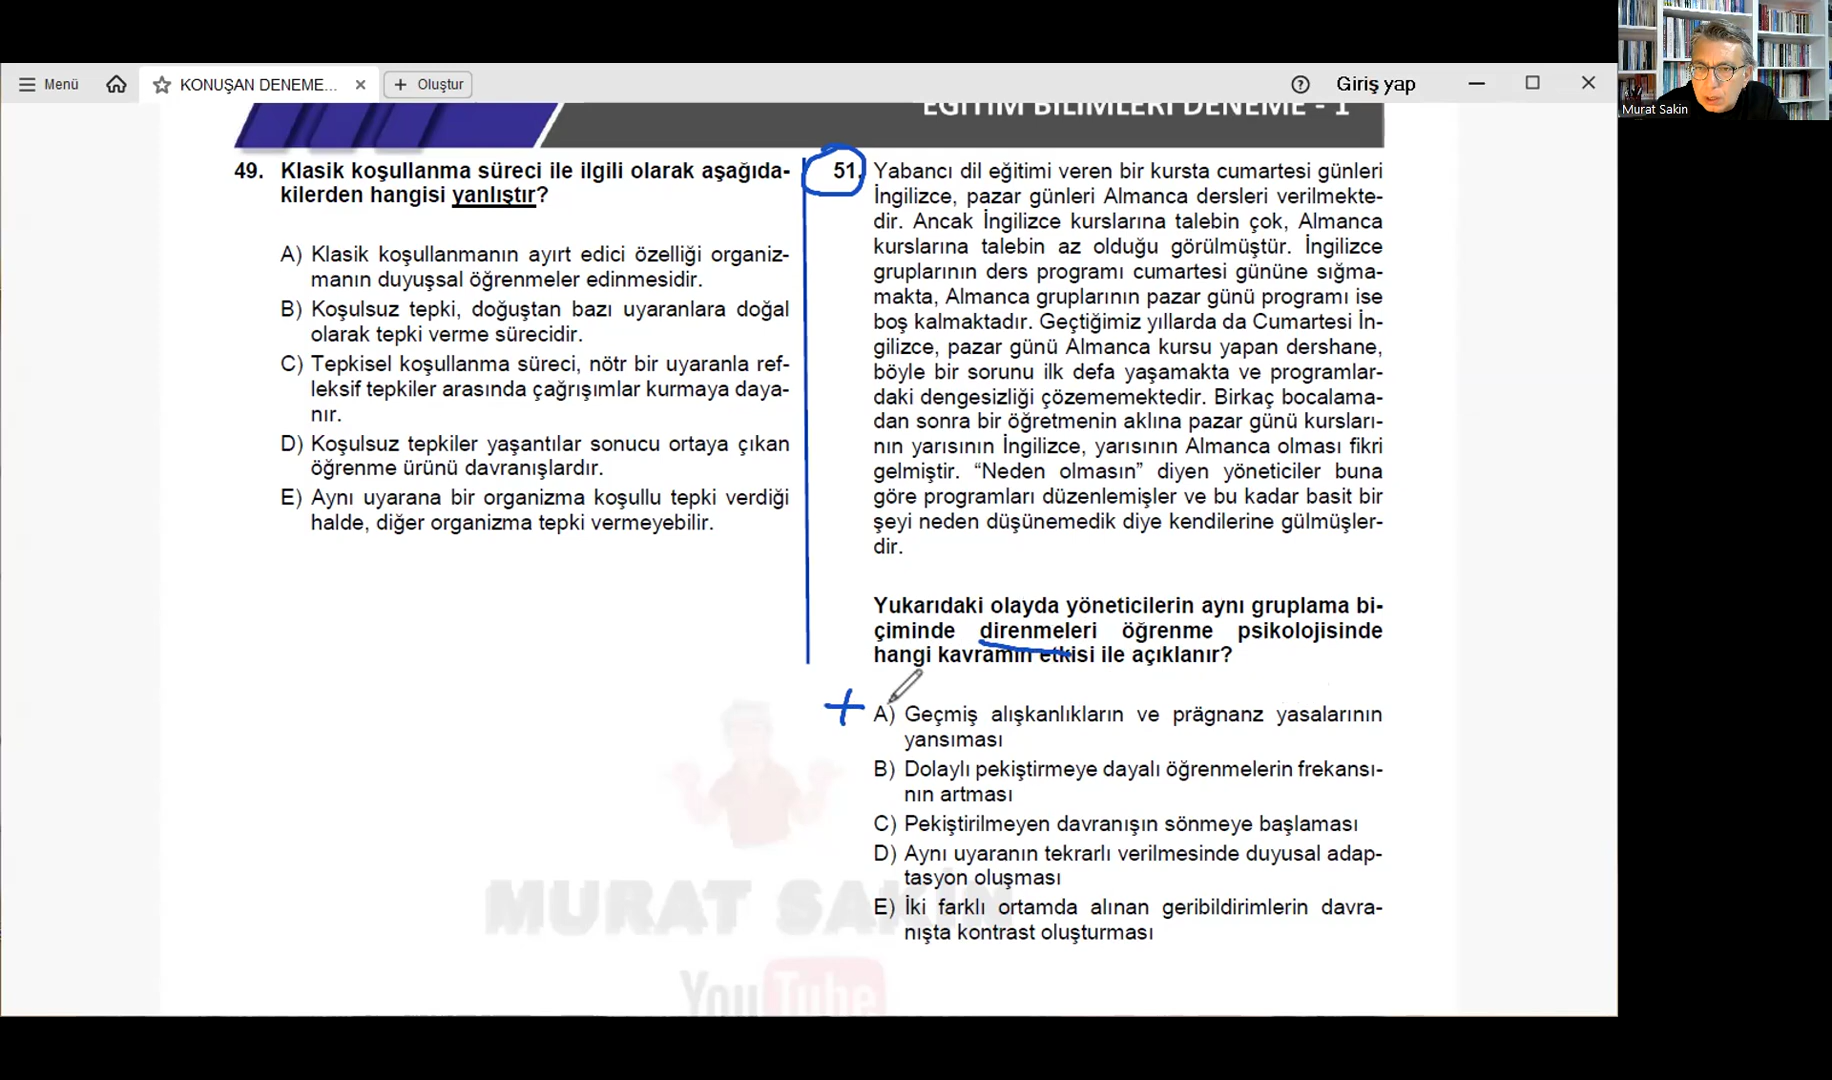 Menü
KONUŞAN DENEME...
Oluştur
Giriş yap
Murat Sakin
EĞİTİM BİLİMLERİ DENEME - 1
49. Klasik koşullanma süreci ile ilgili olarak aşağıda-
kilerden hangisi yanlıştır?
A) Klasik koşullanmanın ayırt edici özelliği organiz-
manın duyuşsal öğrenmeler edinmesidir.
B) Koşulsuz tepki, doğuştan bazı uyaranlara doğal
olarak tepki verme sürecidir.
C) Tepkisel koşullanma süreci, nötr bir uyaranla ref-
leksif tepkiler arasında çağrışımlar kurmaya daya-
nır.
D) Koşulsuz tepkiler yaşantılar sonucu ortaya çıkan
öğrenme ürünü davranışlardır.
E) Aynı uyarana bir organizma koşullu tepki verdiği
halde, diğer organizma tepki vermeyebilir.
51. Yabancı dil eğitimi veren bir kursta cumartesi günleri
İngilizce, pazar günleri Almanca dersleri verilmekte-
dir. Ancak İngilizce kurslarına talebin çok, Almanca
kurslarına talebin az olduğu görülmüştür. İngilizce
gruplarının ders programı cumartesi gününe sığma-
makta, Almanca gruplarının pazar günü programı ise
boş kalmaktadır. Geçtiğimiz yıllarda da Cumartesi İn-
gilizce, pazar günü Almanca kursu yapan dershane,
böyle bir sorunu ilk defa yaşamakta ve programlar-
daki dengesizliği çözememektedir. Birkaç bocalama-
dan sonra bir öğretmenin aklına pazar günü kursları-
nın yarısının İngilizce, yarısının Almanca olması fikri
gelmiştir. “Neden olmasın” diyen yöneticiler buna
göre programları düzenlemişler ve bu kadar basit bir
şeyi neden düşünemedik diye kendilerine gülmüşler-
dir.
Yukarıdaki olayda yöneticilerin aynı gruplama bi-
çiminde direnmeleri öğrenme psikolojisinde
hangi kavramın etkisi ile açıklanır?
A) Geçmiş alışkanlıkların ve prägnanz yasalarının
yansıması
B) Dolaylı pekiştirmeye dayalı öğrenmelerin frekansı-
nın artması
C) Pekiştirilmeyen davranışın sönmeye başlaması
D) Aynı uyaranın tekrarlı verilmesinde duyusal adap-
tasyon oluşması
E) İki farklı ortamda alınan geribildirimlerin davra-
nışta kontrast oluşturması
MURAT SAKİN
YouTube